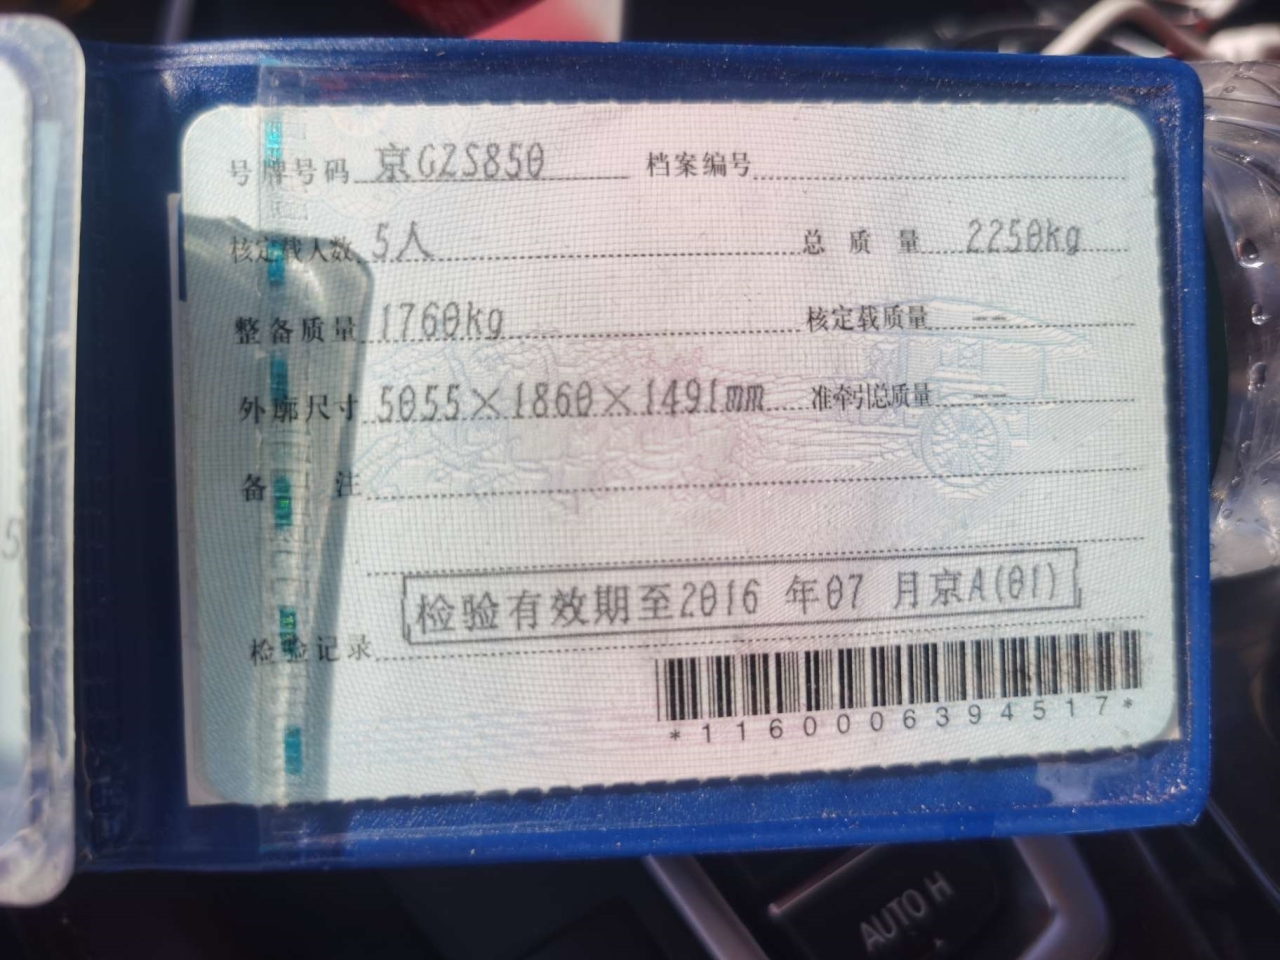 号牌号码 京GZS850 档案编号
核定载人数 5人 总质量 2250kg
整备质量 1760kg 核定载质量 --
外廓尺寸 5055×1860×1491mm 准牵引总质量 --
备注
检验有效期至2016 年07 月京A(01)
检验记录
*1160006394517*
5
AUTO H